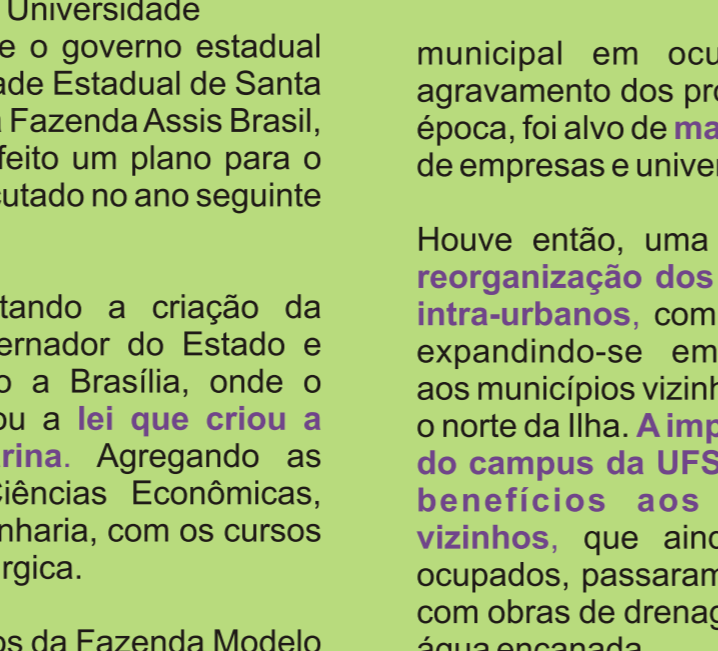 Universidade
e o governo estadual
ade Estadual de Santa
Fazenda Assis Brasil,
feito um plano para o
cutado no ano seguinte
tando a criação da
ernador do Estado e
o a Brasília, onde o
ou a lei que criou a
rina. Agregando as
iências Econômicas,
nharia, com os cursos
rgica.
os da Fazenda Modelo
municipal em ocu
agravamento dos pro
época, foi alvo de ma
de empresas e univer
Houve então, uma
reorganização dos
intra-urbanos, com
expandindo-se em
aos municípios vizinh
o norte da Ilha. A imp
do campus da UFS
benefícios aos
vizinhos, que aind
ocupados, passaram
com obras de drenag
água encanada